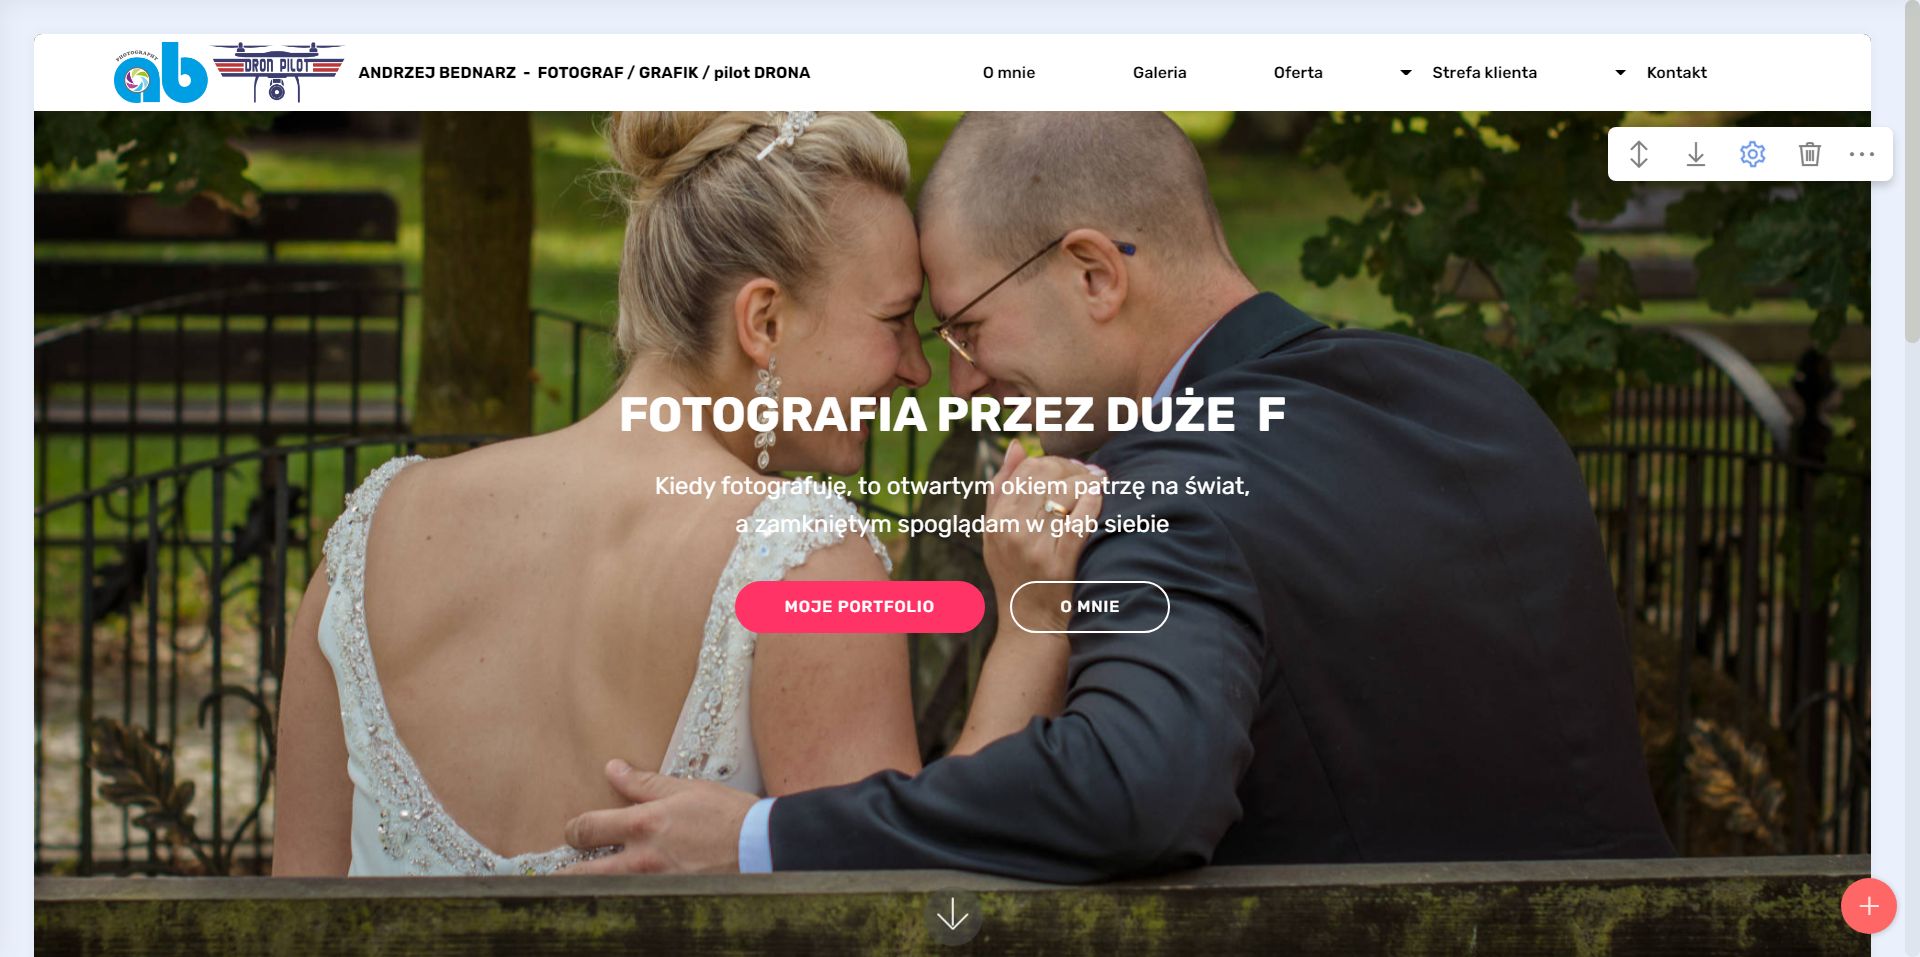 PHOTOGRAPHY
ab
DRON PILOT
ANDRZEJ BEDNARZ - FOTOGRAF / GRAFIK / pilot DRONA
O mnie
Galeria
Oferta
Strefa klienta
Kontakt
FOTOGRAFIA PRZEZ DUŻE F
Kiedy fotografuję, to otwartym okiem patrzę na świat,
a zamkniętym spoglądam w głąb siebie
MOJE PORTFOLIO
O MNIE